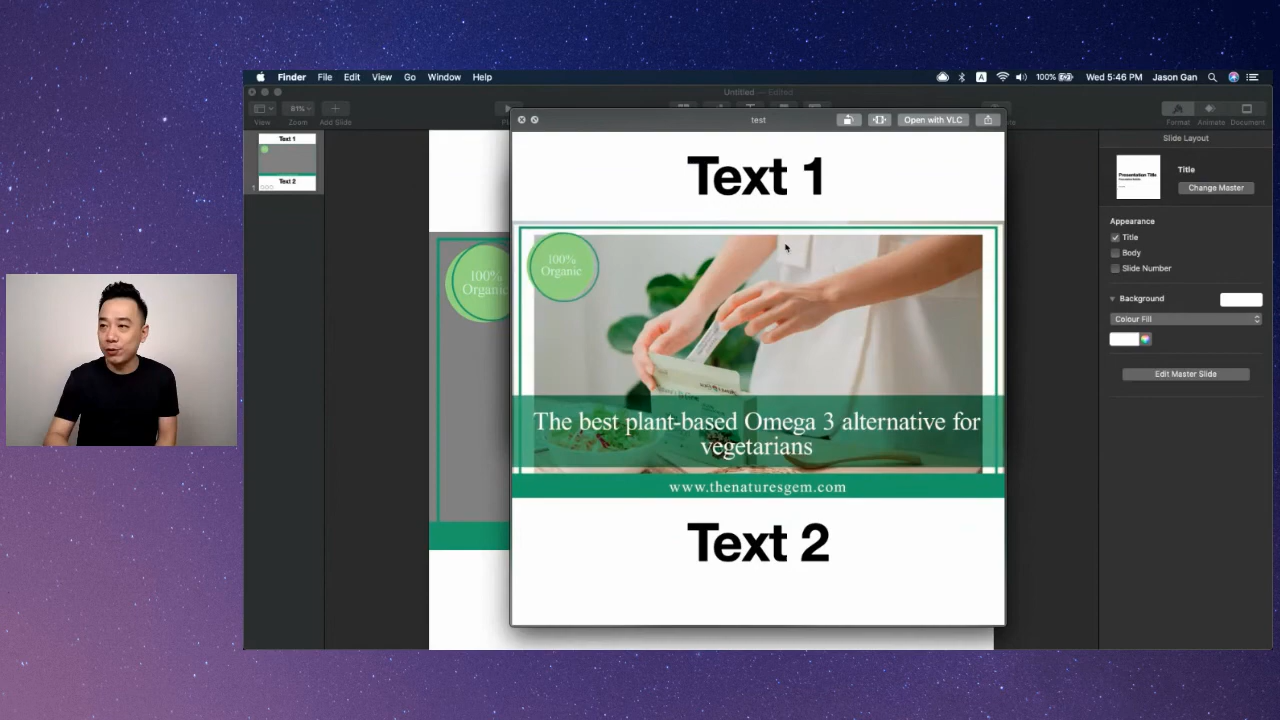 Finder File Edit View Go Window Help
100% Wed 5:46 PM Jason Gan
Untitled — Edited
View Zoom Add Slide
81%
Format Animate Document
test
Open with VLC
Text 1
Text 2
1
Text 1
100%
Organic
100%
Organic
The best plant-based Omega 3 alternative for
vegetarians
www.thenaturesgem.com
Text 2
Slide Layout
Presentation Title
Title
Change Master
Appearance
Title
Body
Slide Number
Background
Colour Fill
Edit Master Slide